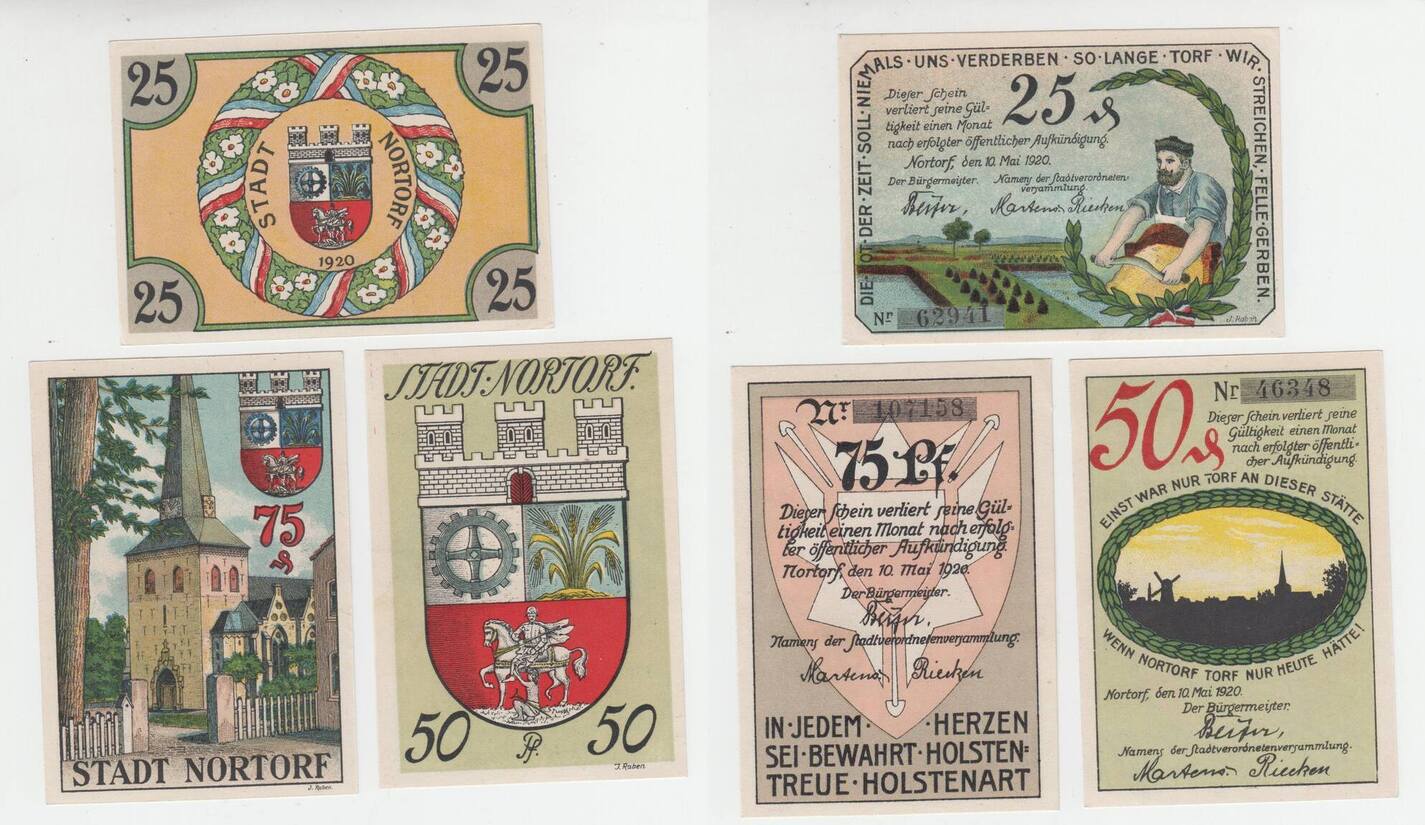 25
25
STADT NORTORF
1920
25
25
DIE NOT · DER · ZEIT · SOLL · NIEMALS · UNS · VERDERBEN · SO · LANGE · TORF · WIR · STREICHEN · FELLE · GERBEN.
Dieser Schein
verliert seine Gül-
tigkeit einen Monat
nach erfolgter öffentlicher Aufkündigung.
25 ₰
Nortorf, den 10. Mai 1920.
Der Bürgermeister. Namens der Stadtverordneten-
versammlung.
Martens. Riecken
Nr 62941
J. Raben
75 ₰
STADT NORTORF
J. Raben.
STADT · NORTORF.
50 50
Pf.
J. Raben
Nr 107158
75 Pf.
Dieser Schein verliert seine Gül-
tigkeit einen Monat nach erfolg-
ter öffentlicher Aufkündigung.
Nortorf, den 10. Mai 1920.
Der Bürgermeister.
Namens der Stadtverordnetenversammlung.
Martens. Riecken
IN · JEDEM · HERZEN
SEI · BEWAHRT · HOLSTEN=
TREUE · HOLSTENART
50 ₰
Nr 46348
Dieser Schein verliert seine
Gültigkeit einen Monat
nach erfolgter öffentli-
cher Aufkündigung.
EINST WAR NUR TORF AN DIESER STÄTTE
WENN NORTORF TORF NUR HEUTE HÄTTE!
Nortorf, den 10. Mai 1920.
Der Bürgermeister.
Namens der Stadtverordnetenversammlung.
Martens. Riecken